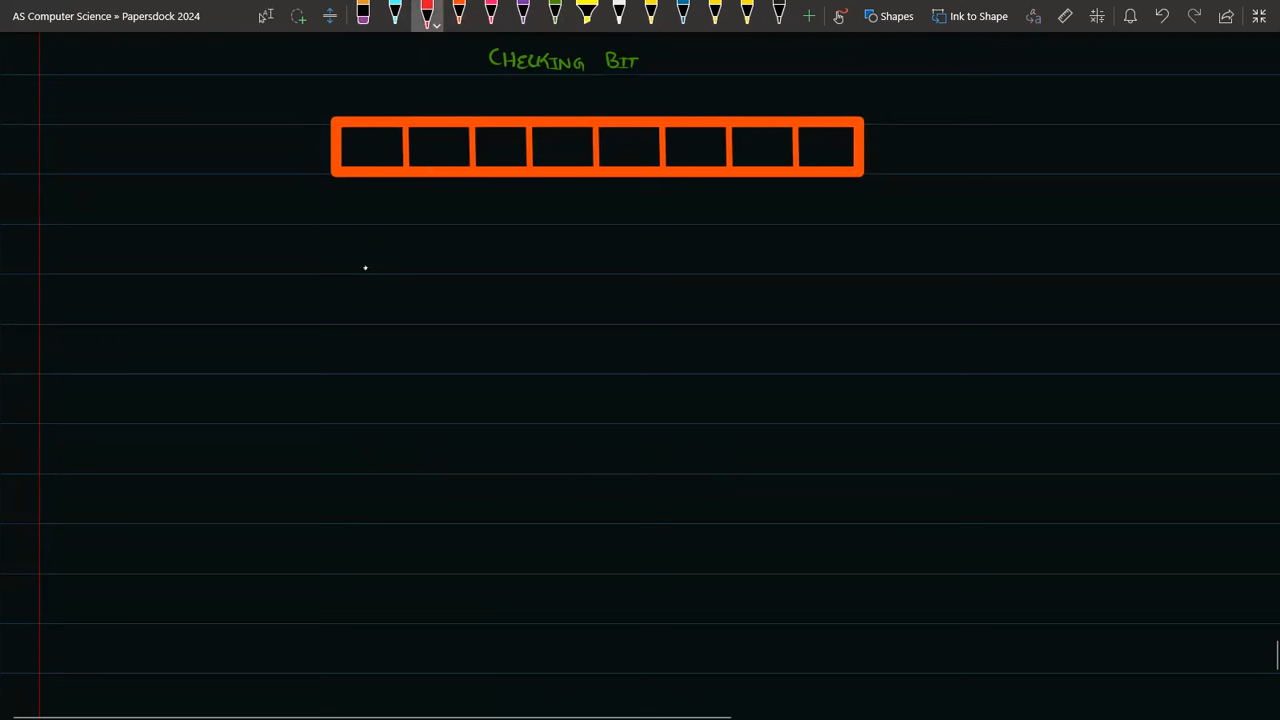 AS Computer Science » Papersdock 2024
Shapes
Ink to Shape
CHECKING BIT